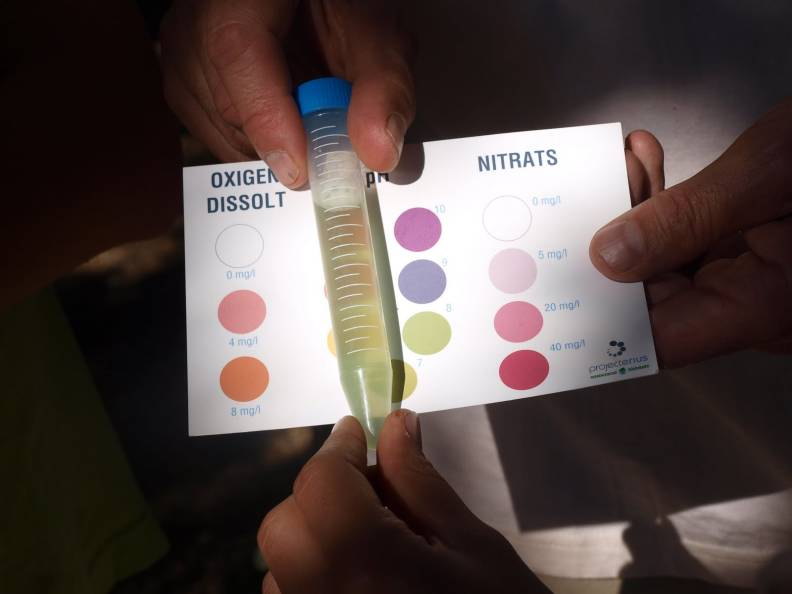 OXIGEN
DISSOLT
0 mg/l
4 mg/l
8 mg/l
pH
10
9
8
7
NITRATS
0 mg/l
5 mg/l
20 mg/l
40 mg/l
projecterius